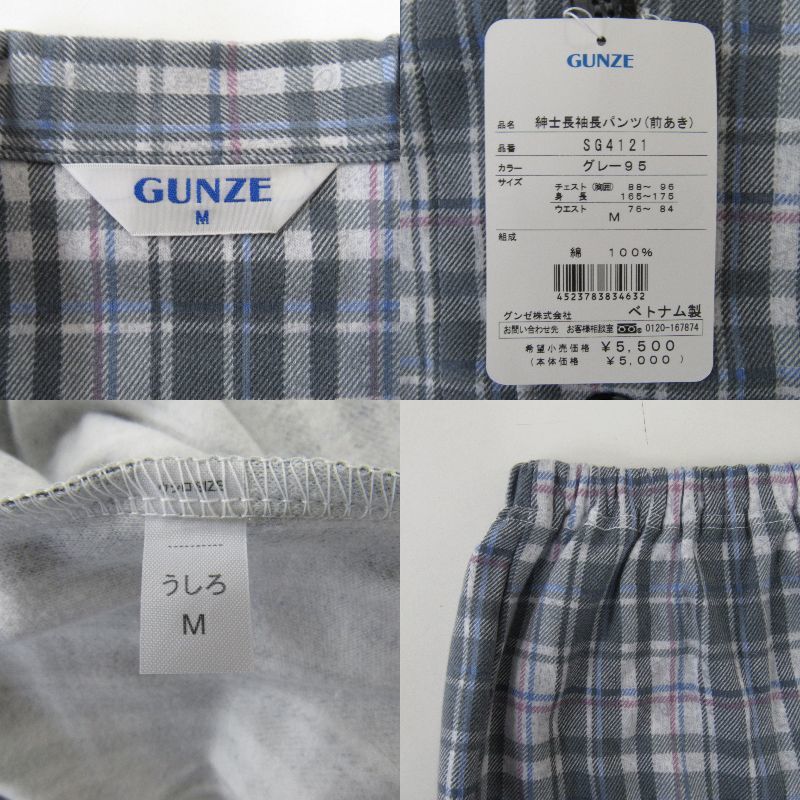 GUNZE
M
GUNZE
品名 紳士長袖長パンツ(前あき)
品番 SG4121
カラー グレー95
サイズ チェスト(胸囲) 88~ 96
身長 165~175
ウエスト 76~ 84
M
組成
綿 100%
4523783834632
グンゼ株式会社 ベトナム製
お問い合わせ先 お客様相談室 0120-167874
希望小売価格 ¥5,500
(本体価格 ¥5,000)
SIZE
うしろ
M